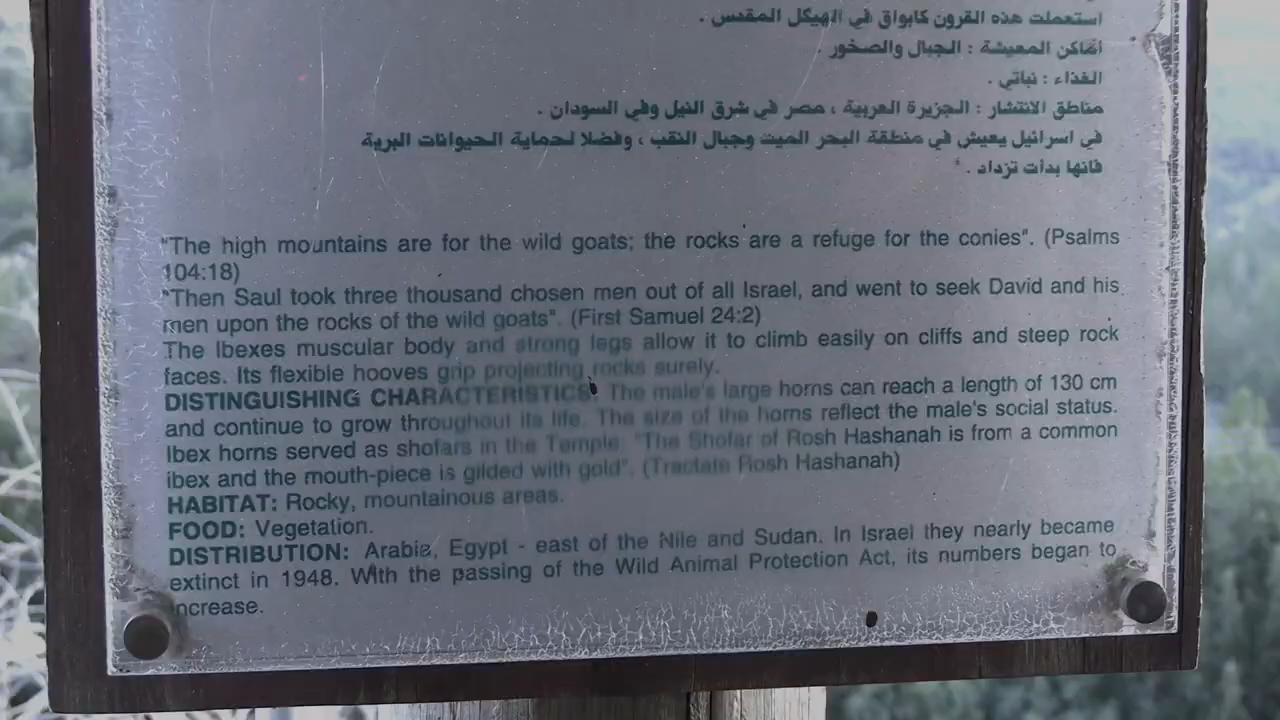 استعملت هذه القرون كابواق في الهيكل المقدس .
اماكن المعيشة : الجبال والصخور .
الغذاء : نباتي .
مناطق الانتشار : الجزيرة العربية ، مصر في شرق النيل وفي السودان .
في اسرائيل يعيش في منطقة البحر الميت وجبال النقب ، وفضلا لحماية الحيوانات البرية
فانها بدأت تزداد .
"The high mountains are for the wild goats; the rocks are a refuge for the conies". (Psalms
104:18)
"Then Saul took three thousand chosen men out of all Israel, and went to seek David and his
men upon the rocks of the wild goats". (First Samuel 24:2)
The Ibexes muscular body and strong legs allow it to climb easily on cliffs and steep rock
faces. Its flexible hooves grip projecting rocks surely.
DISTINGUISHING CHARACTERISTICS: The male's large horns can reach a length of 130 cm
and continue to grow throughout its life. The size of the horns reflect the male's social status.
Ibex horns served as shofars in the Temple: "The Shofar of Rosh Hashanah is from a common
ibex and the mouth-piece is gilded with gold". (Tractate Rosh Hashanah)
HABITAT: Rocky, mountainous areas.
FOOD: Vegetation.
DISTRIBUTION: Arabia, Egypt - east of the Nile and Sudan. In Israel they nearly became
extinct in 1948. With the passing of the Wild Animal Protection Act, its numbers began to
increase.